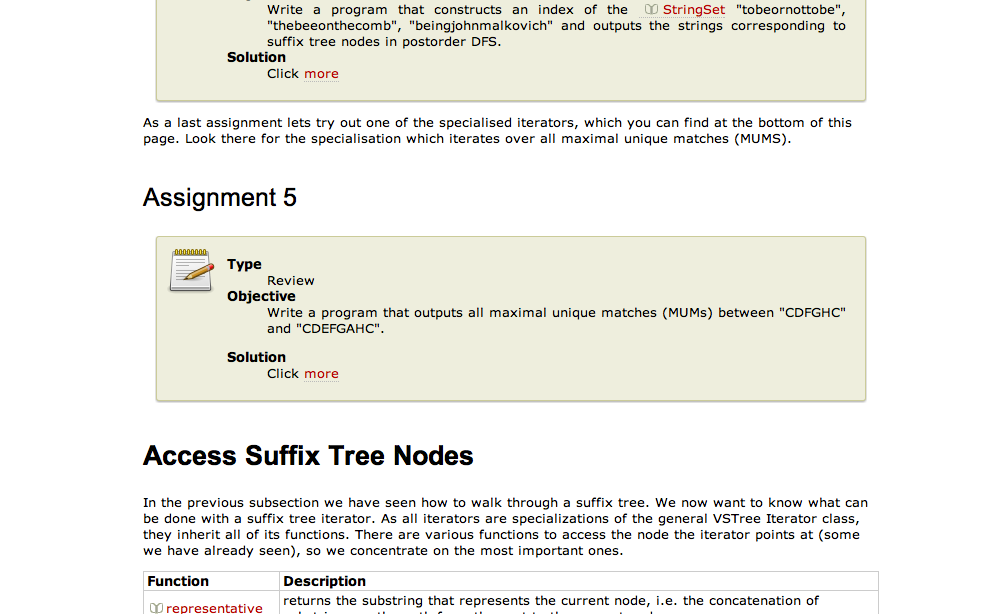 Write a program that constructs an index of the StringSet "tobeornottobe",
"thebeeonthecomb", "beingjohnmalkovich" and outputs the strings corresponding to
suffix tree nodes in postorder DFS.
Solution
Click more
As a last assignment lets try out one of the specialised iterators, which you can find at the bottom of this
page. Look there for the specialisation which iterates over all maximal unique matches (MUMS).
Assignment 5
Type
Review
Objective
Write a program that outputs all maximal unique matches (MUMs) between "CDFGHC"
and "CDEFGAHC".
Solution
Click more
Access Suffix Tree Nodes
In the previous subsection we have seen how to walk through a suffix tree. We now want to know what can
be done with a suffix tree iterator. As all iterators are specializations of the general VSTree Iterator class,
they inherit all of its functions. There are various functions to access the node the iterator points at (some
we have already seen), so we concentrate on the most important ones.
Function Description
representative returns the substring that represents the current node, i.e. the concatenation of